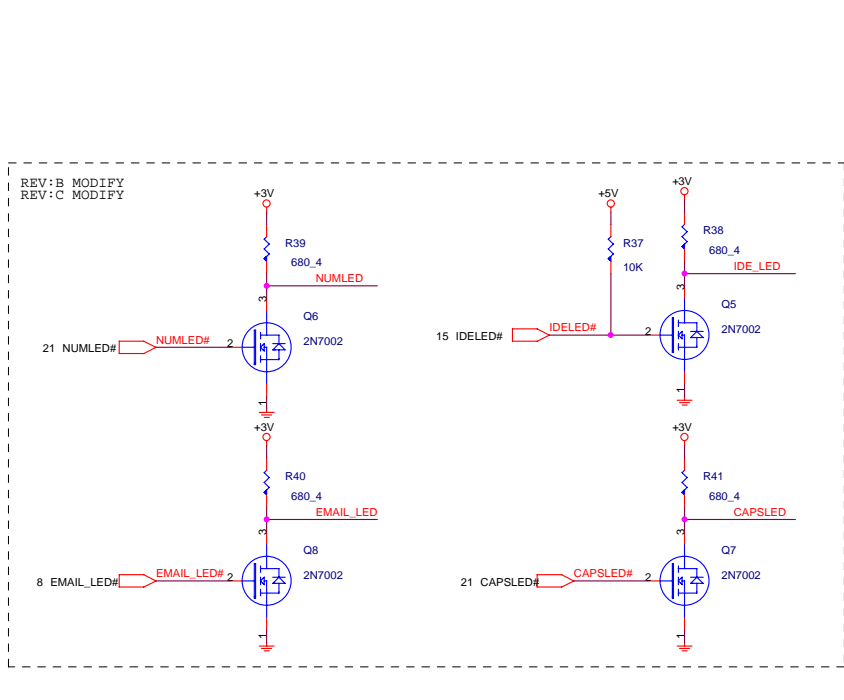 REV:B MODIFY
REV:C MODIFY
+3V
R39
680_4
NUMLED
3
Q6
2N7002
21 NUMLED#
NUMLED#
2
1
+5V
R37
10K
+3V
R38
680_4
IDE_LED
3
Q5
2N7002
15 IDELED#
IDELED#
2
1
+3V
R40
680_4
EMAIL_LED
3
Q8
2N7002
8 EMAIL_LED#
EMAIL_LED#
2
1
+3V
R41
680_4
CAPSLED
3
Q7
2N7002
21 CAPSLED#
CAPSLED#
2
1